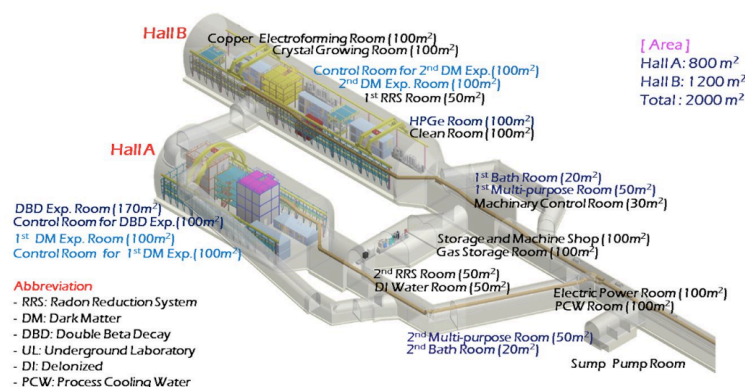 Hall B
Copper Electroforming Room (100m²)
Crystal Growing Room (100m²)
Control Room for 2nd DM Exp.(100m²)
2nd DM Exp. Room (100m²)
1st RRS Room (50m²)
HPGe Room (100m²)
Clean Room (100m²)
[ Area ]
Hall A: 800 m²
Hall B: 1200 m²
Total : 2000 m²
Hall A
1st Bath Room (20m²)
1st Multi-purpose Room (50m²)
Machinary Control Room (30m²)
DBD Exp. Room (170m²)
Control Room for DBD Exp.(100m²)
1st DM Exp. Room (100m²)
Control Room for 1st DM Exp.(100m²)
Storage and Machine Shop (100m²)
Gas Storage Room (100m²)
2nd RRS Room (50m²)
DI Water Room (50m²)
Electric Power Room (100m²)
PCW Room (100m²)
2nd Multi-purpose Room (50m²)
2nd Bath Room (20m²)
Sump Pump Room
Abbreviation
- RRS: Radon Reduction System
- DM: Dark Matter
- DBD: Double Beta Decay
- UL: Underground Laboratory
- DI: Delonized
- PCW: Process Cooling Water